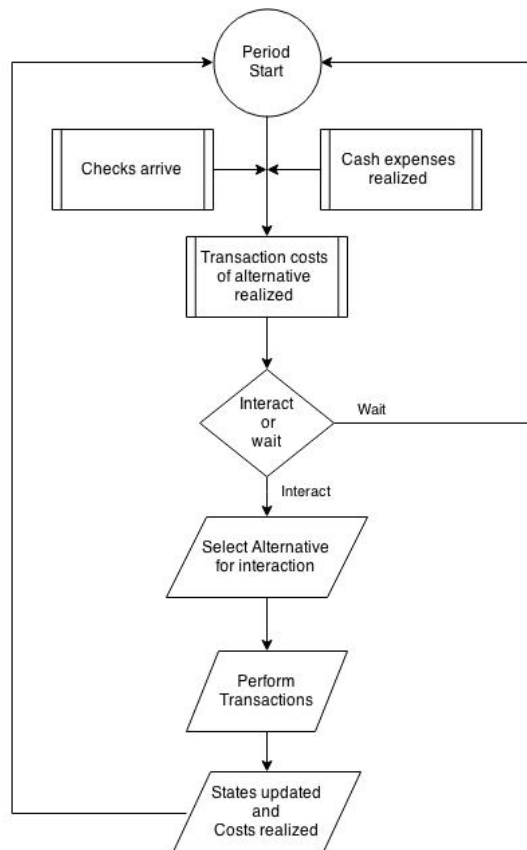 Period
Start
Checks arrive
Cash expenses
realized
Transaction costs
of alternative
realized
Interact
or
wait
Wait
Interact
Select Alternative
for interaction
Perform
Transactions
States updated
and
Costs realized